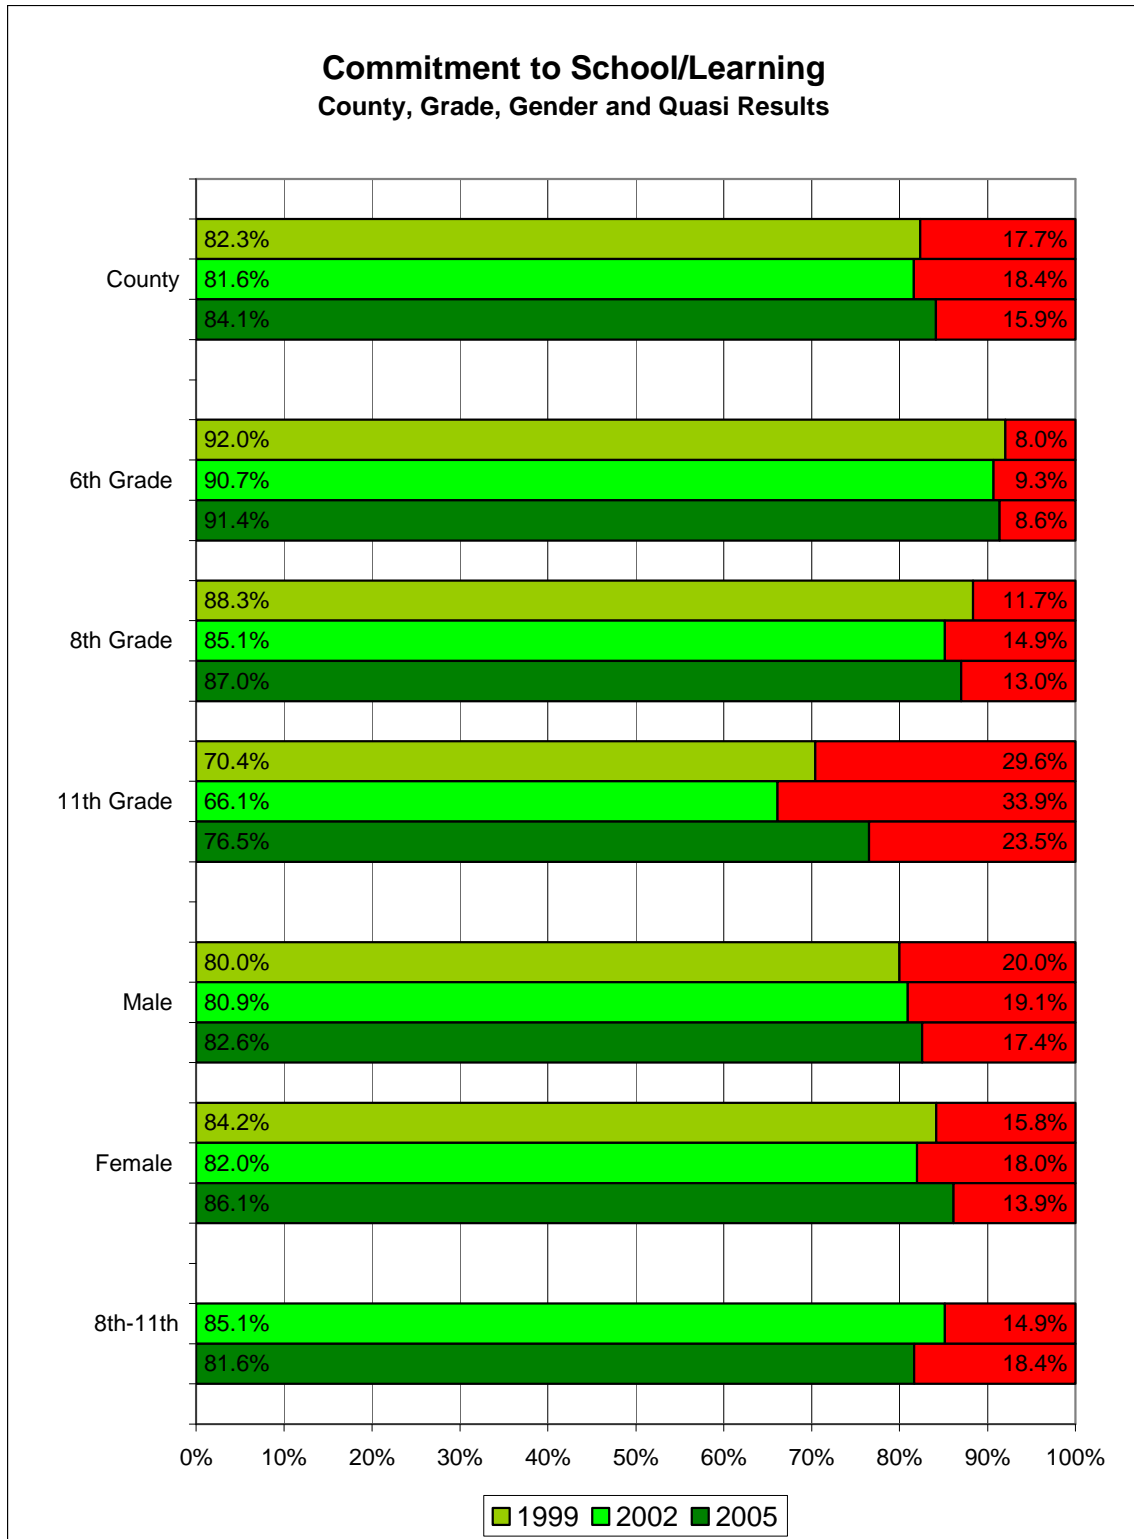 Commitment to School/Learning
County, Grade, Gender and Quasi Results
82.3% 17.7%
County 81.6% 18.4%
84.1% 15.9%
92.0% 8.0%
6th Grade 90.7% 9.3%
91.4% 8.6%
88.3% 11.7%
8th Grade 85.1% 14.9%
87.0% 13.0%
70.4% 29.6%
11th Grade 66.1% 33.9%
76.5% 23.5%
80.0% 20.0%
Male 80.9% 19.1%
82.6% 17.4%
84.2% 15.8%
Female 82.0% 18.0%
86.1% 13.9%
8th-11th 85.1% 14.9%
81.6% 18.4%
0% 10% 20% 30% 40% 50% 60% 70% 80% 90% 100%
1999 2002 2005